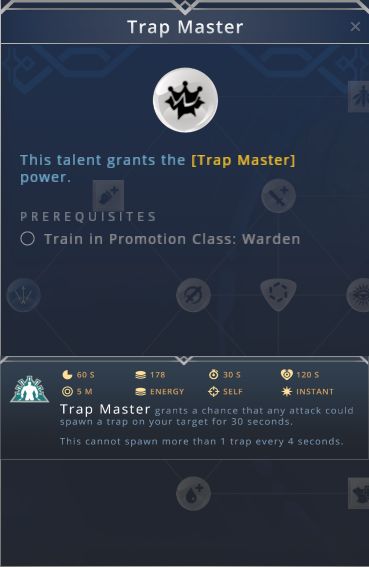 Trap Master
This talent grants the [Trap Master]
power.
PREREQUISITES
Train in Promotion Class: Warden
60 S 178 30 S 120 S
5 M ENERGY SELF INSTANT
Trap Master grants a chance that any attack could
spawn a trap on your target for 30 seconds.
This cannot spawn more than 1 trap every 4 seconds.